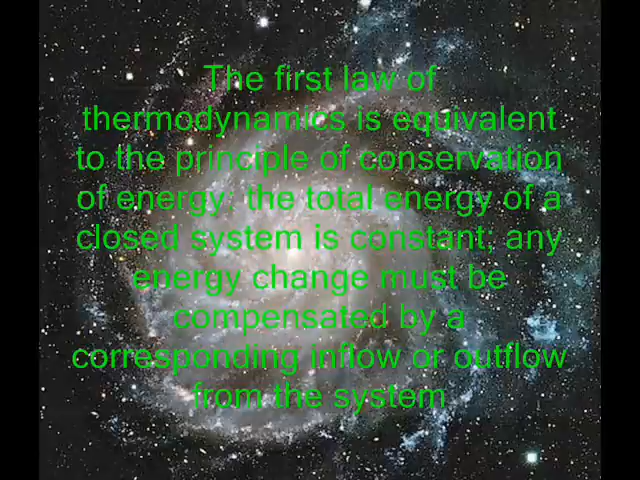 The first law of
thermodynamics is equivalent
to the principle of conservation
of energy: the total energy of a
closed system is constant; any
energy change must be
compensated by a
corresponding inflow or outflow
from the system